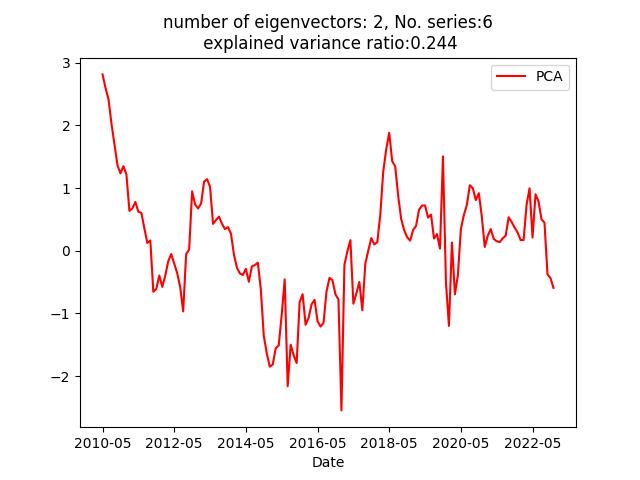 number of eigenvectors: 2, No. series:6
explained variance ratio:0.244
PCA
3
2
1
0
−1
−2
2010-05 2012-05 2014-05 2016-05 2018-05 2020-05 2022-05
Date